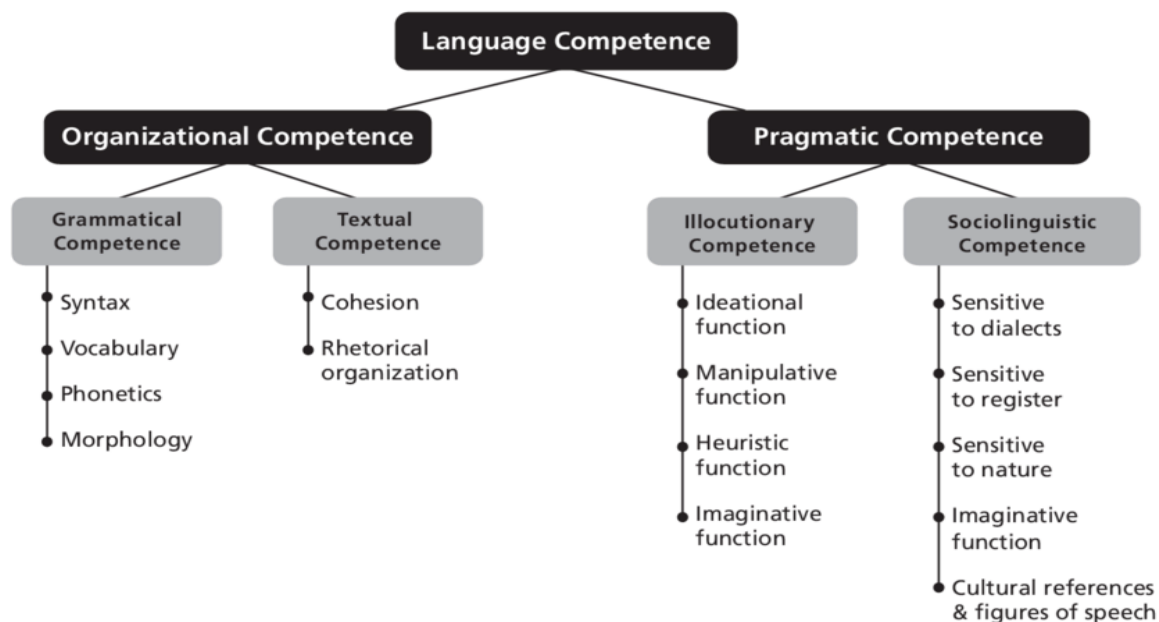 Language Competence
Organizational Competence
Pragmatic Competence
Grammatical
Competence
Textual
Competence
Illocutionary
Competence
Sociolinguistic
Competence
Syntax
Vocabulary
Phonetics
Morphology
Cohesion
Rhetorical
organization
Ideational
function
Manipulative
function
Heuristic
function
Imaginative
function
Sensitive
to dialects
Sensitive
to register
Sensitive
to nature
Imaginative
function
Cultural references
& figures of speech